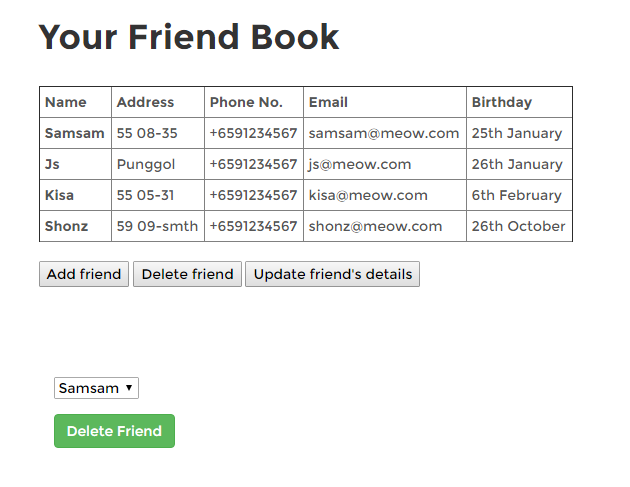 Your Friend Book
Name Address Phone No. Email Birthday
Samsam 55 08-35 +6591234567 samsam@meow.com 25th January
Js Punggol +6591234567 js@meow.com 26th January
Kisa 55 05-31 +6591234567 kisa@meow.com 6th February
Shonz 59 09-smth +6591234567 shonz@meow.com 26th October
Add friend Delete friend Update friend's details
Samsam
Delete Friend